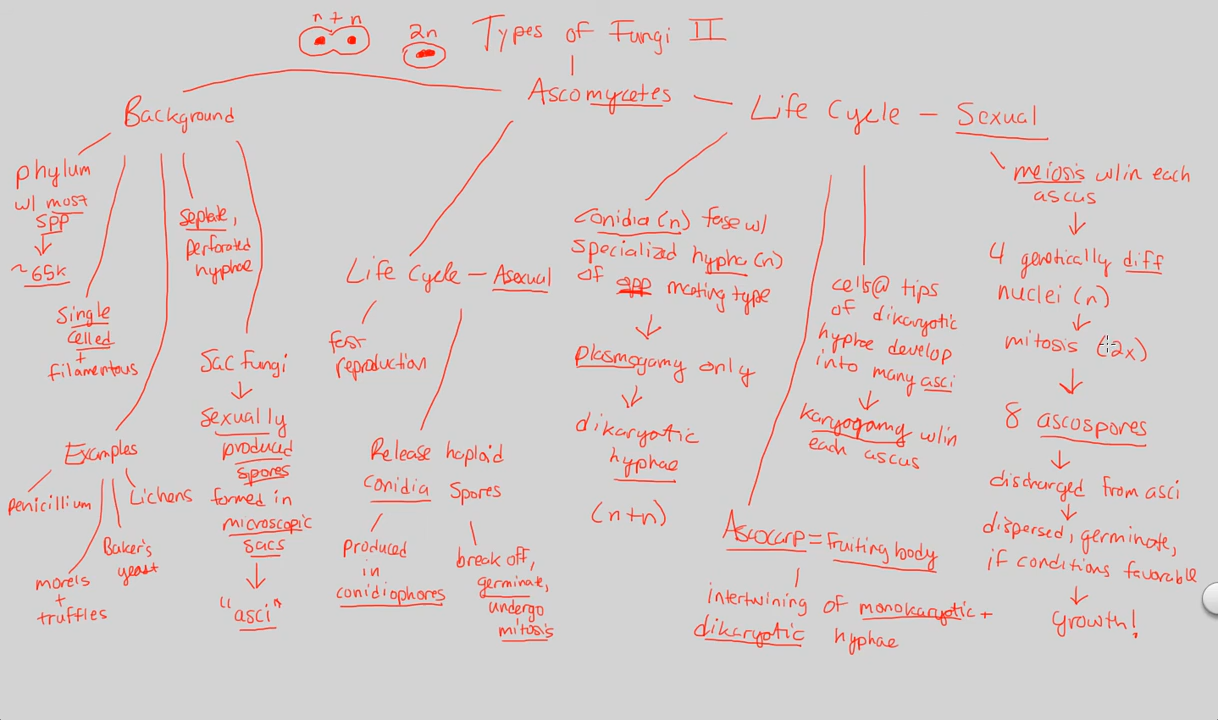 Types of Fungi II
n + n
2n
Ascomycetes
Background
phylum
w/ most
spp
~65k
Single
celled
+
filamentous
Examples
penicillium
morels
+
truffles
Baker's
yeast
Lichens
septate,
perforated
hyphae
Sac fungi
sexually
produced
spores
formed in
microscopic
sacs
"asci"
Life Cycle - Asexual
fast
reproduction
Release haploid
conidia spores
produced
in
conidiophores
break off,
germinate,
undergo
mitosis
Life Cycle - Sexual
conidia (n) fuse w/
specialized hypha (n)
of opp mating type
plasmogamy only
dikaryotic
hyphae
(n+n)
Ascocarp = fruiting body
intertwining of monokaryotic +
dikaryotic hyphae
cells @ tips
of dikaryotic
hyphae develop
into many asci
karyogamy w/in
each ascus
meiosis w/in each
ascus
4 genetically diff
nuclei (n)
mitosis (2x)
8 ascospores
discharged from asci
dispersed, germinate,
if conditions favorable
growth!